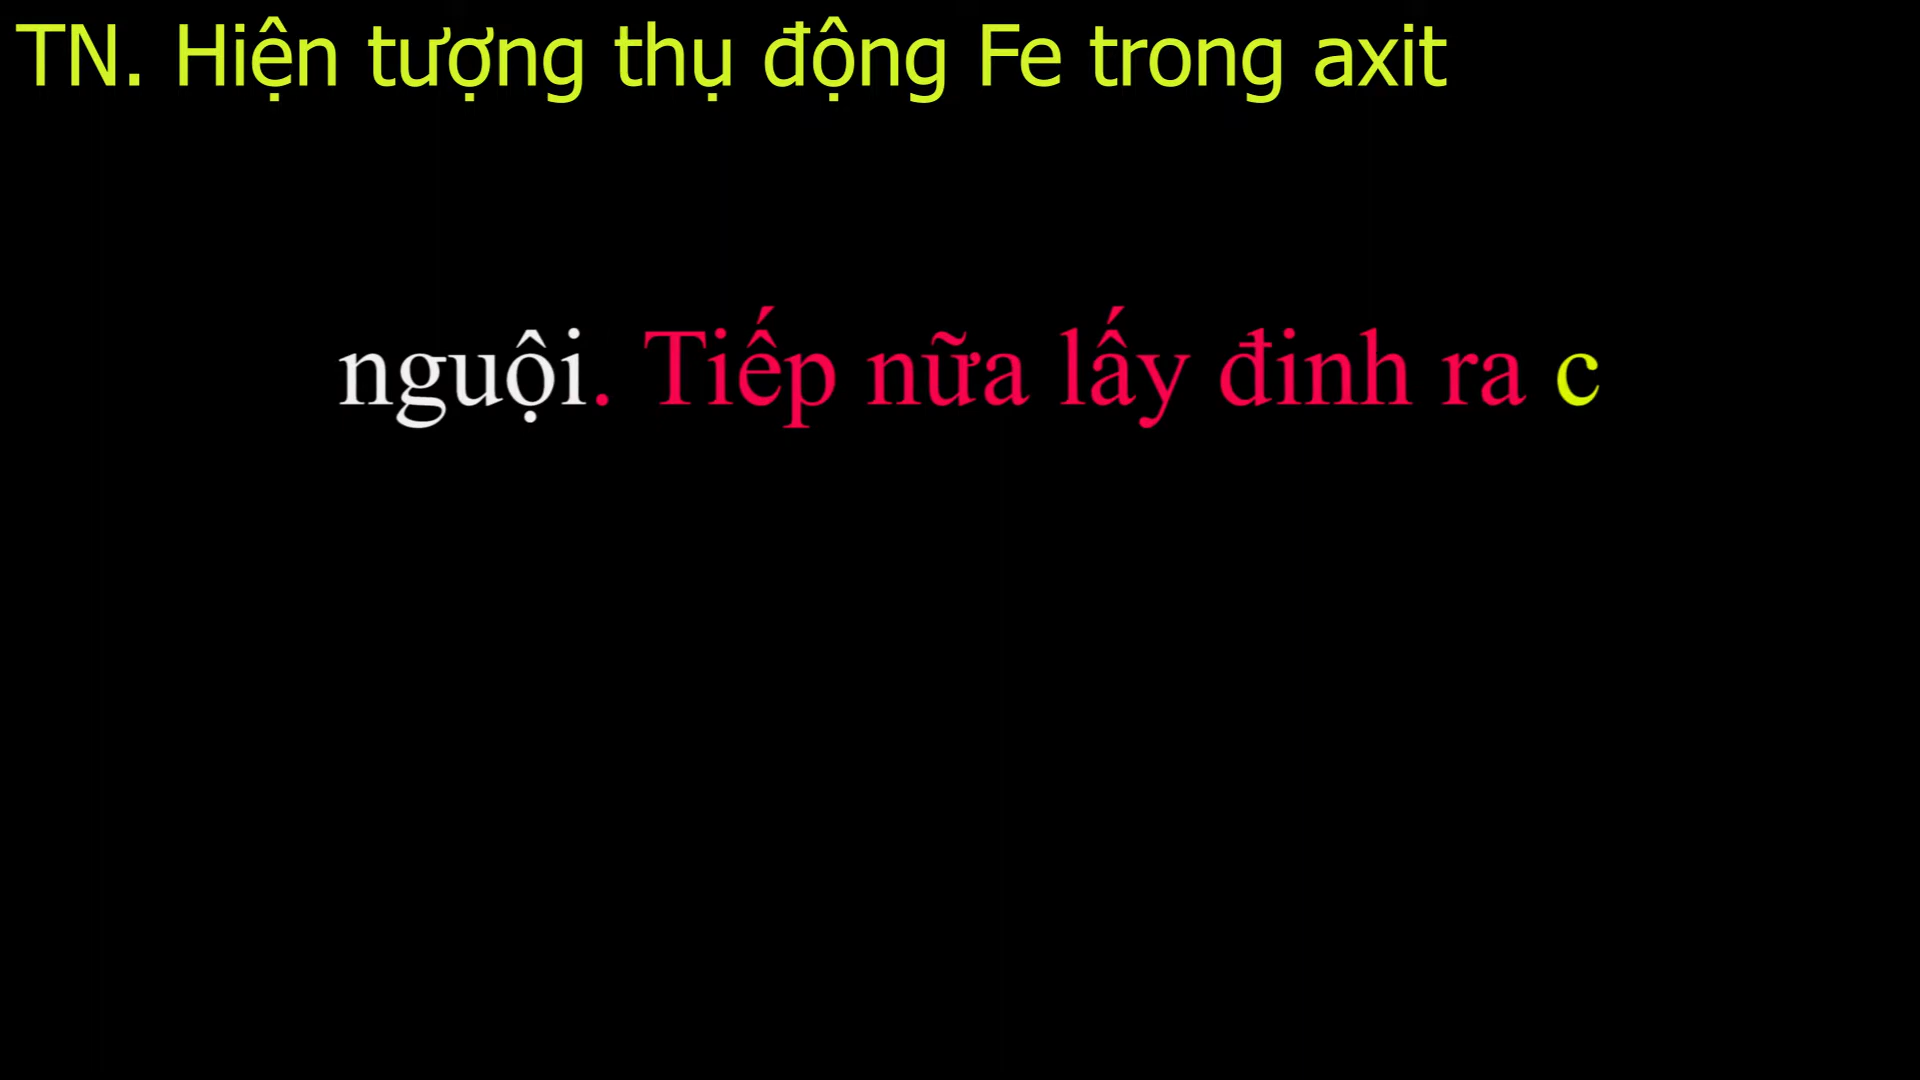 TN. Hiện tượng thụ động Fe trong axit
nguội. Tiếp nữa lấy đinh ra c